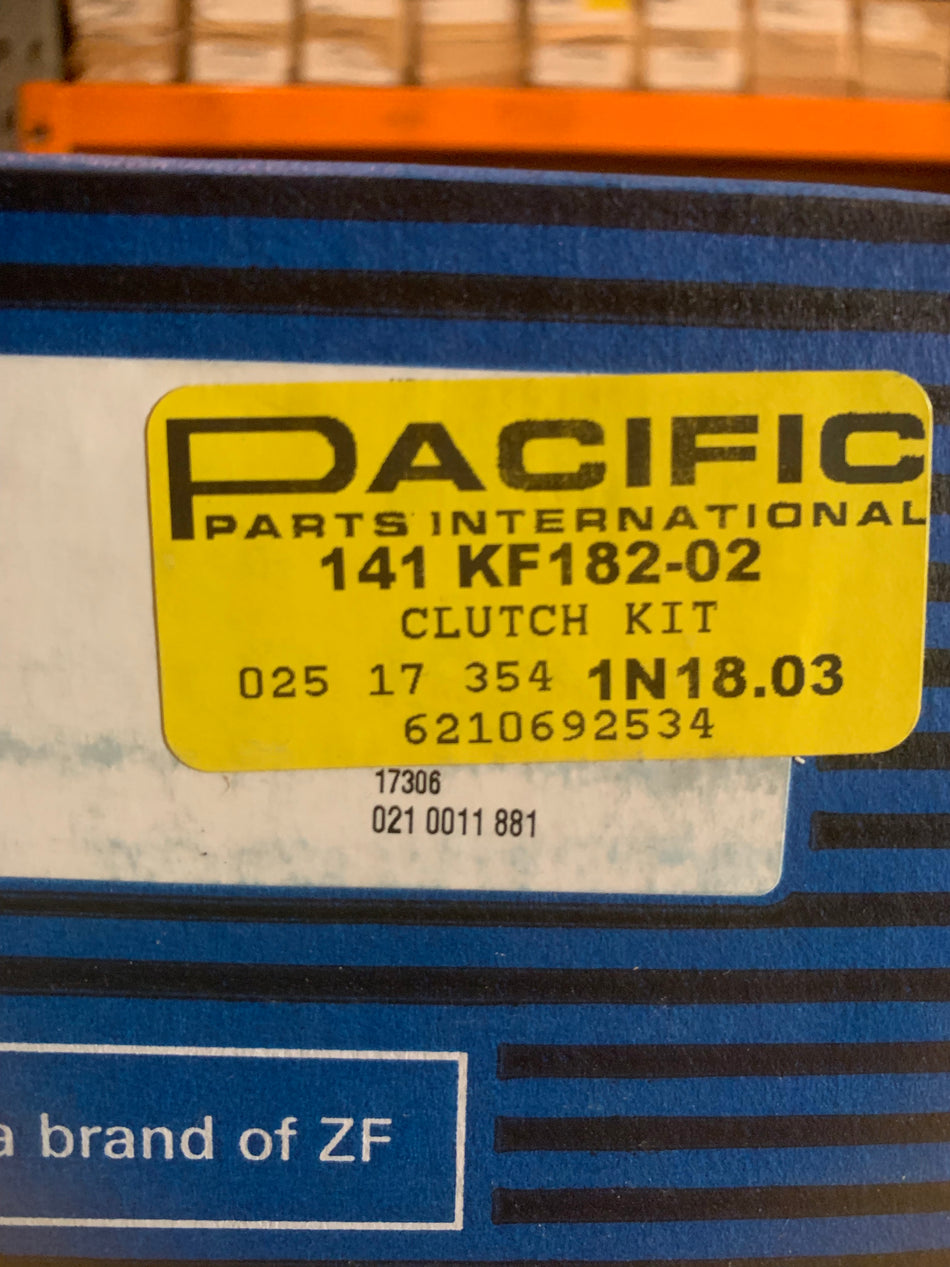 PACIFIC
PARTS INTERNATIONAL
141 KF182-02
CLUTCH KIT
025 17 354 1N18.03
6210692534
17306
021 0011 881
a brand of ZF